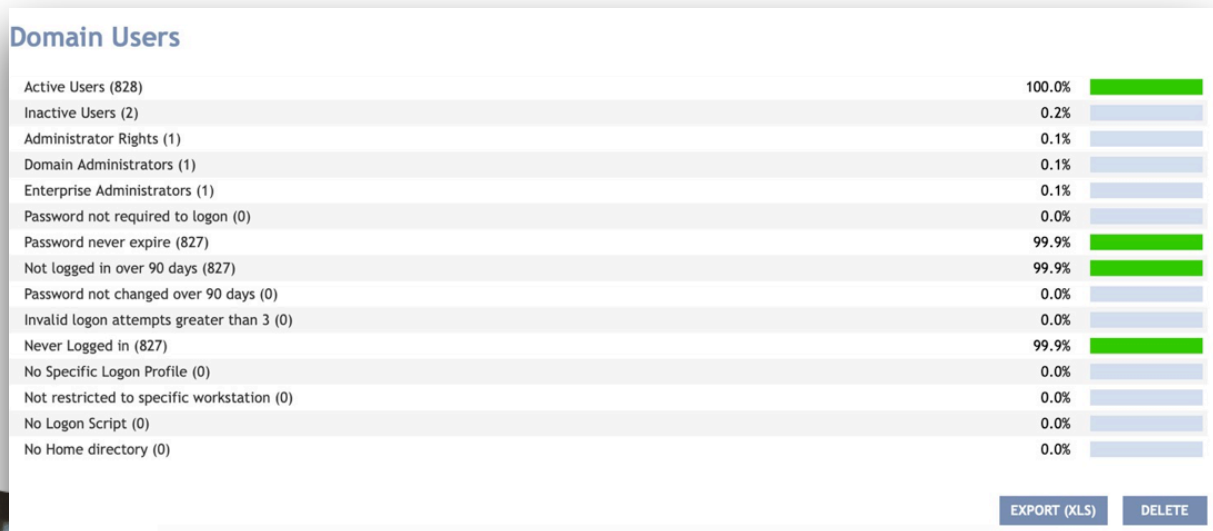 Domain Users
Active Users (828) 100.0%
Inactive Users (2) 0.2%
Administrator Rights (1) 0.1%
Domain Administrators (1) 0.1%
Enterprise Administrators (1) 0.1%
Password not required to logon (0) 0.0%
Password never expire (827) 99.9%
Not logged in over 90 days (827) 99.9%
Password not changed over 90 days (0) 0.0%
Invalid logon attempts greater than 3 (0) 0.0%
Never Logged in (827) 99.9%
No Specific Logon Profile (0) 0.0%
Not restricted to specific workstation (0) 0.0%
No Logon Script (0) 0.0%
No Home directory (0) 0.0%
EXPORT (XLS) DELETE